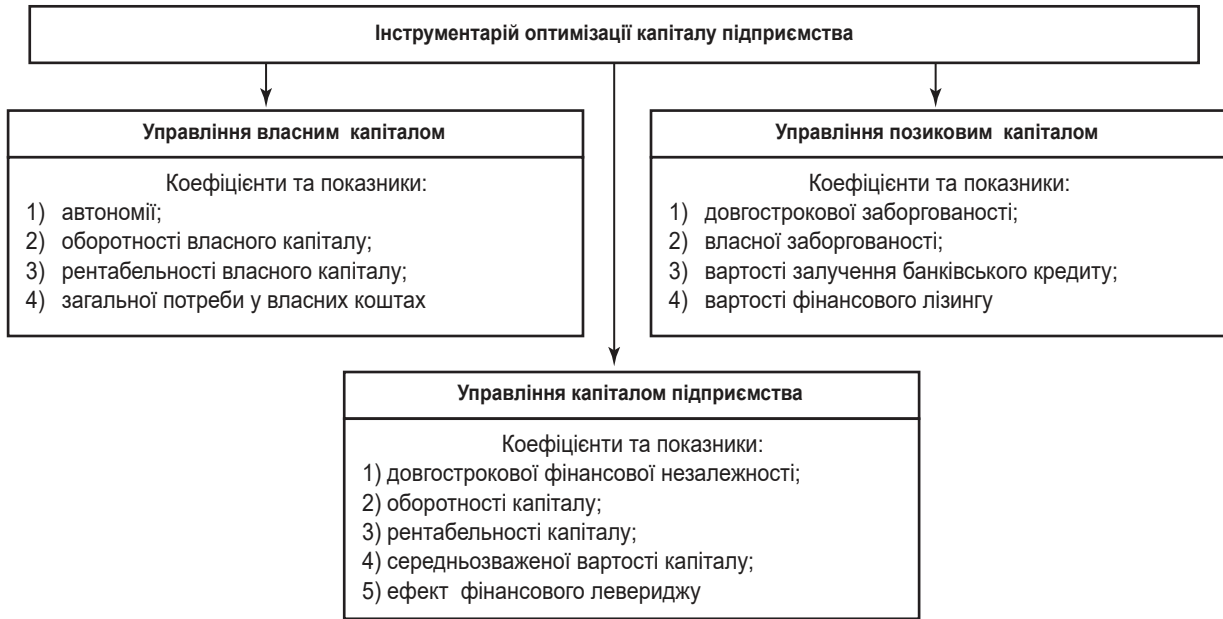 Інструментарій оптимізації капіталу підприємства
Управління власним капіталом
Коефіцієнти та показники:
1) автономії;
2) оборотності власного капіталу;
3) рентабельності власного капіталу;
4) загальної потреби у власних коштах
Управління позиковим капіталом
Коефіцієнти та показники:
1) довгострокової заборгованості;
2) власної заборгованості;
3) вартості залучення банківського кредиту;
4) вартості фінансового лізингу
Управління капіталом підприємства
Коефіцієнти та показники:
1) довгострокової фінансової незалежності;
2) оборотності капіталу;
3) рентабельності капіталу;
4) середньозваженої вартості капіталу;
5) ефект фінансового левериджу